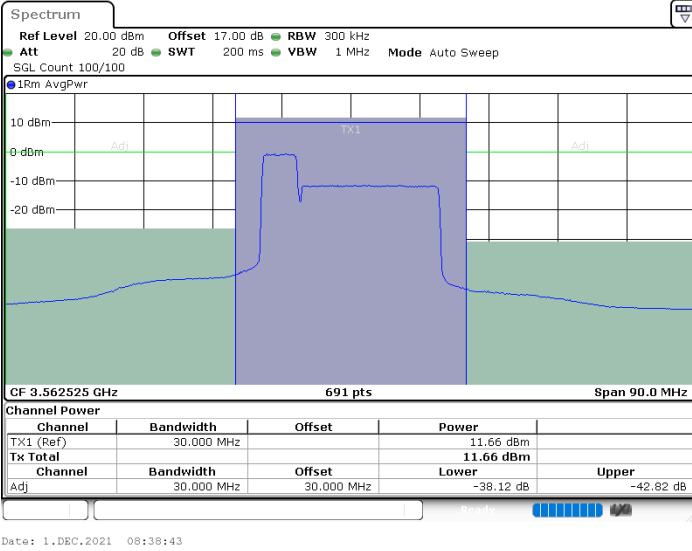 Spectrum
Ref Level 20.00 dBm Offset 17.00 dB RBW 300 kHz
Att 20 dB SWT 200 ms VBW 1 MHz Mode Auto Sweep
SGL Count 100/100
1Rm AvgPwr
10 dBm
TX1
Adj
Adj
0 dBm
-10 dBm
-20 dBm
CF 3.562525 GHz 691 pts Span 90.0 MHz
Channel Power
Channel Bandwidth Offset Power
TX1 (Ref) 30.000 MHz 11.66 dBm
Tx Total 11.66 dBm
Channel Bandwidth Offset Lower Upper
Adj 30.000 MHz 30.000 MHz -38.12 dB -42.82 dB
Ready
Date: 1.DEC.2021 08:38:43